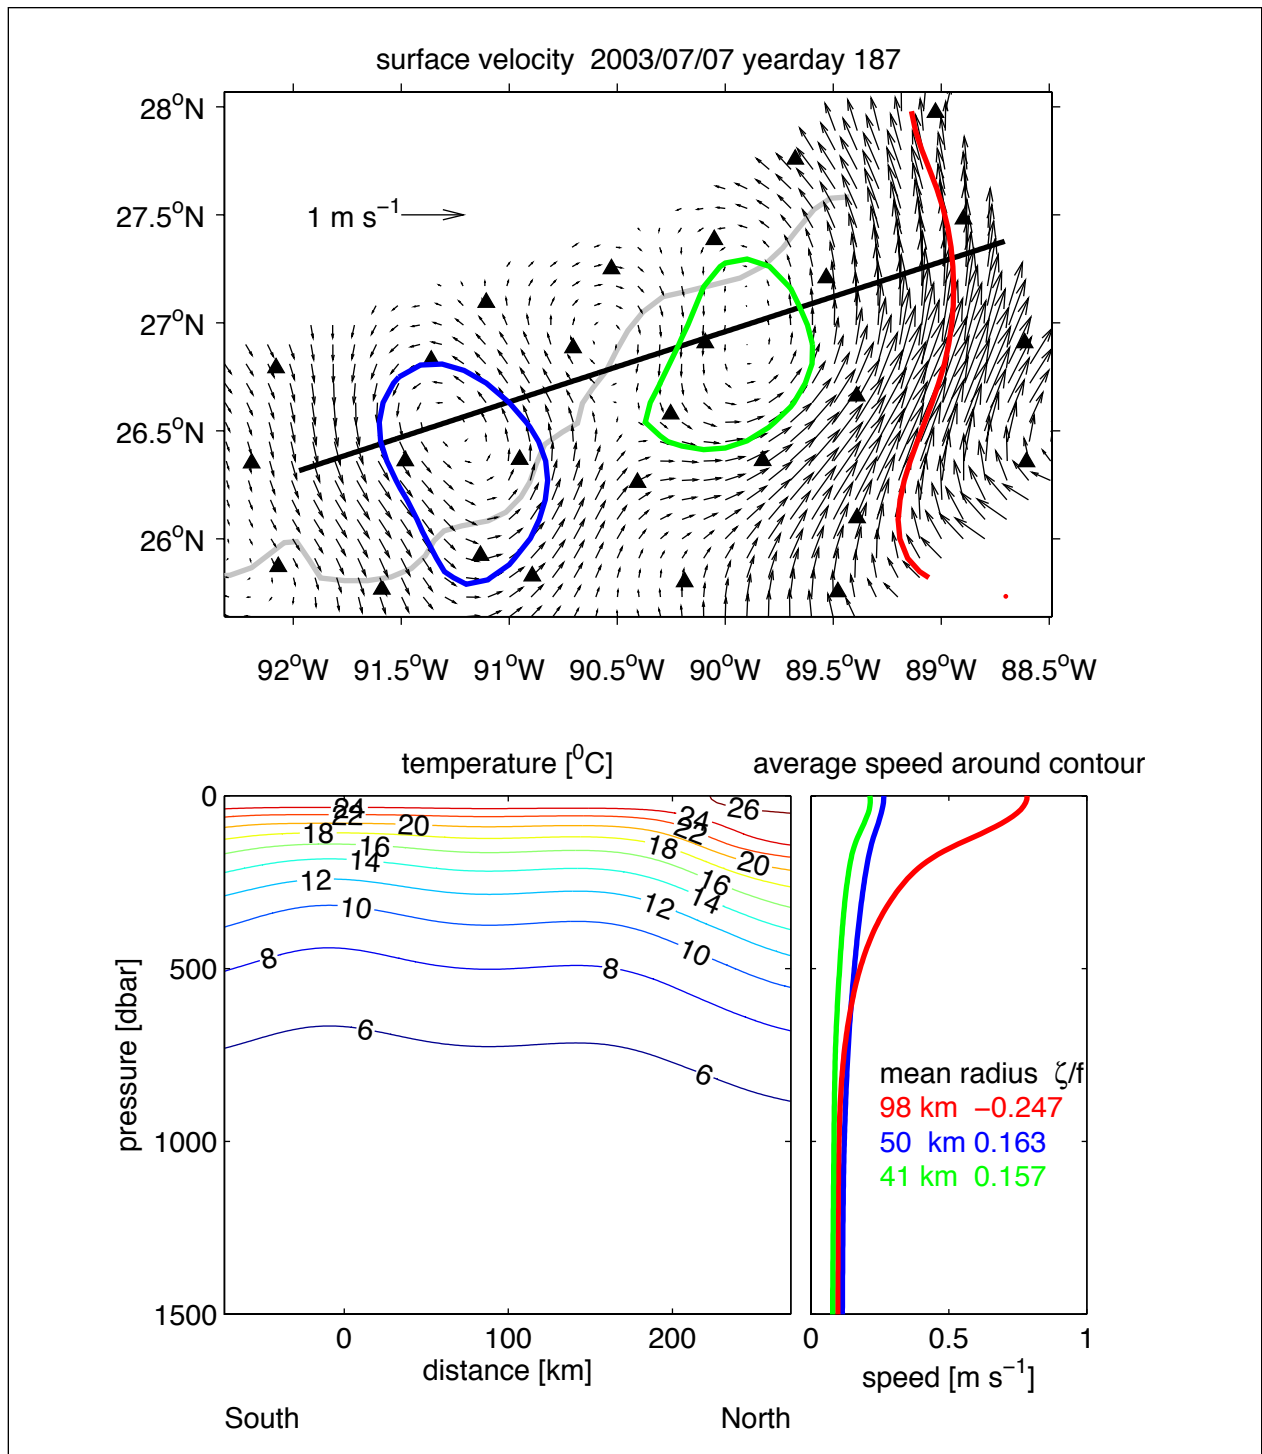 surface velocity 2003/07/07 yearday 187
28°N
27.5°N
27°N
26.5°N
26°N
1 m s⁻¹
92°W 91.5°W 91°W 90.5°W 90°W 89.5°W 89°W 88.5°W
temperature [⁰C]
average speed around contour
0
500
1000
1500
pressure [dbar]
24 26
22 24
20 22
18 18 20
16 16
14 14
12 12
10 10
8 8
6 6
0 100 200
distance [km]
South North
mean radius ζ/f
98 km −0.247
50 km 0.163
41 km 0.157
0 0.5 1
speed [m s⁻¹]